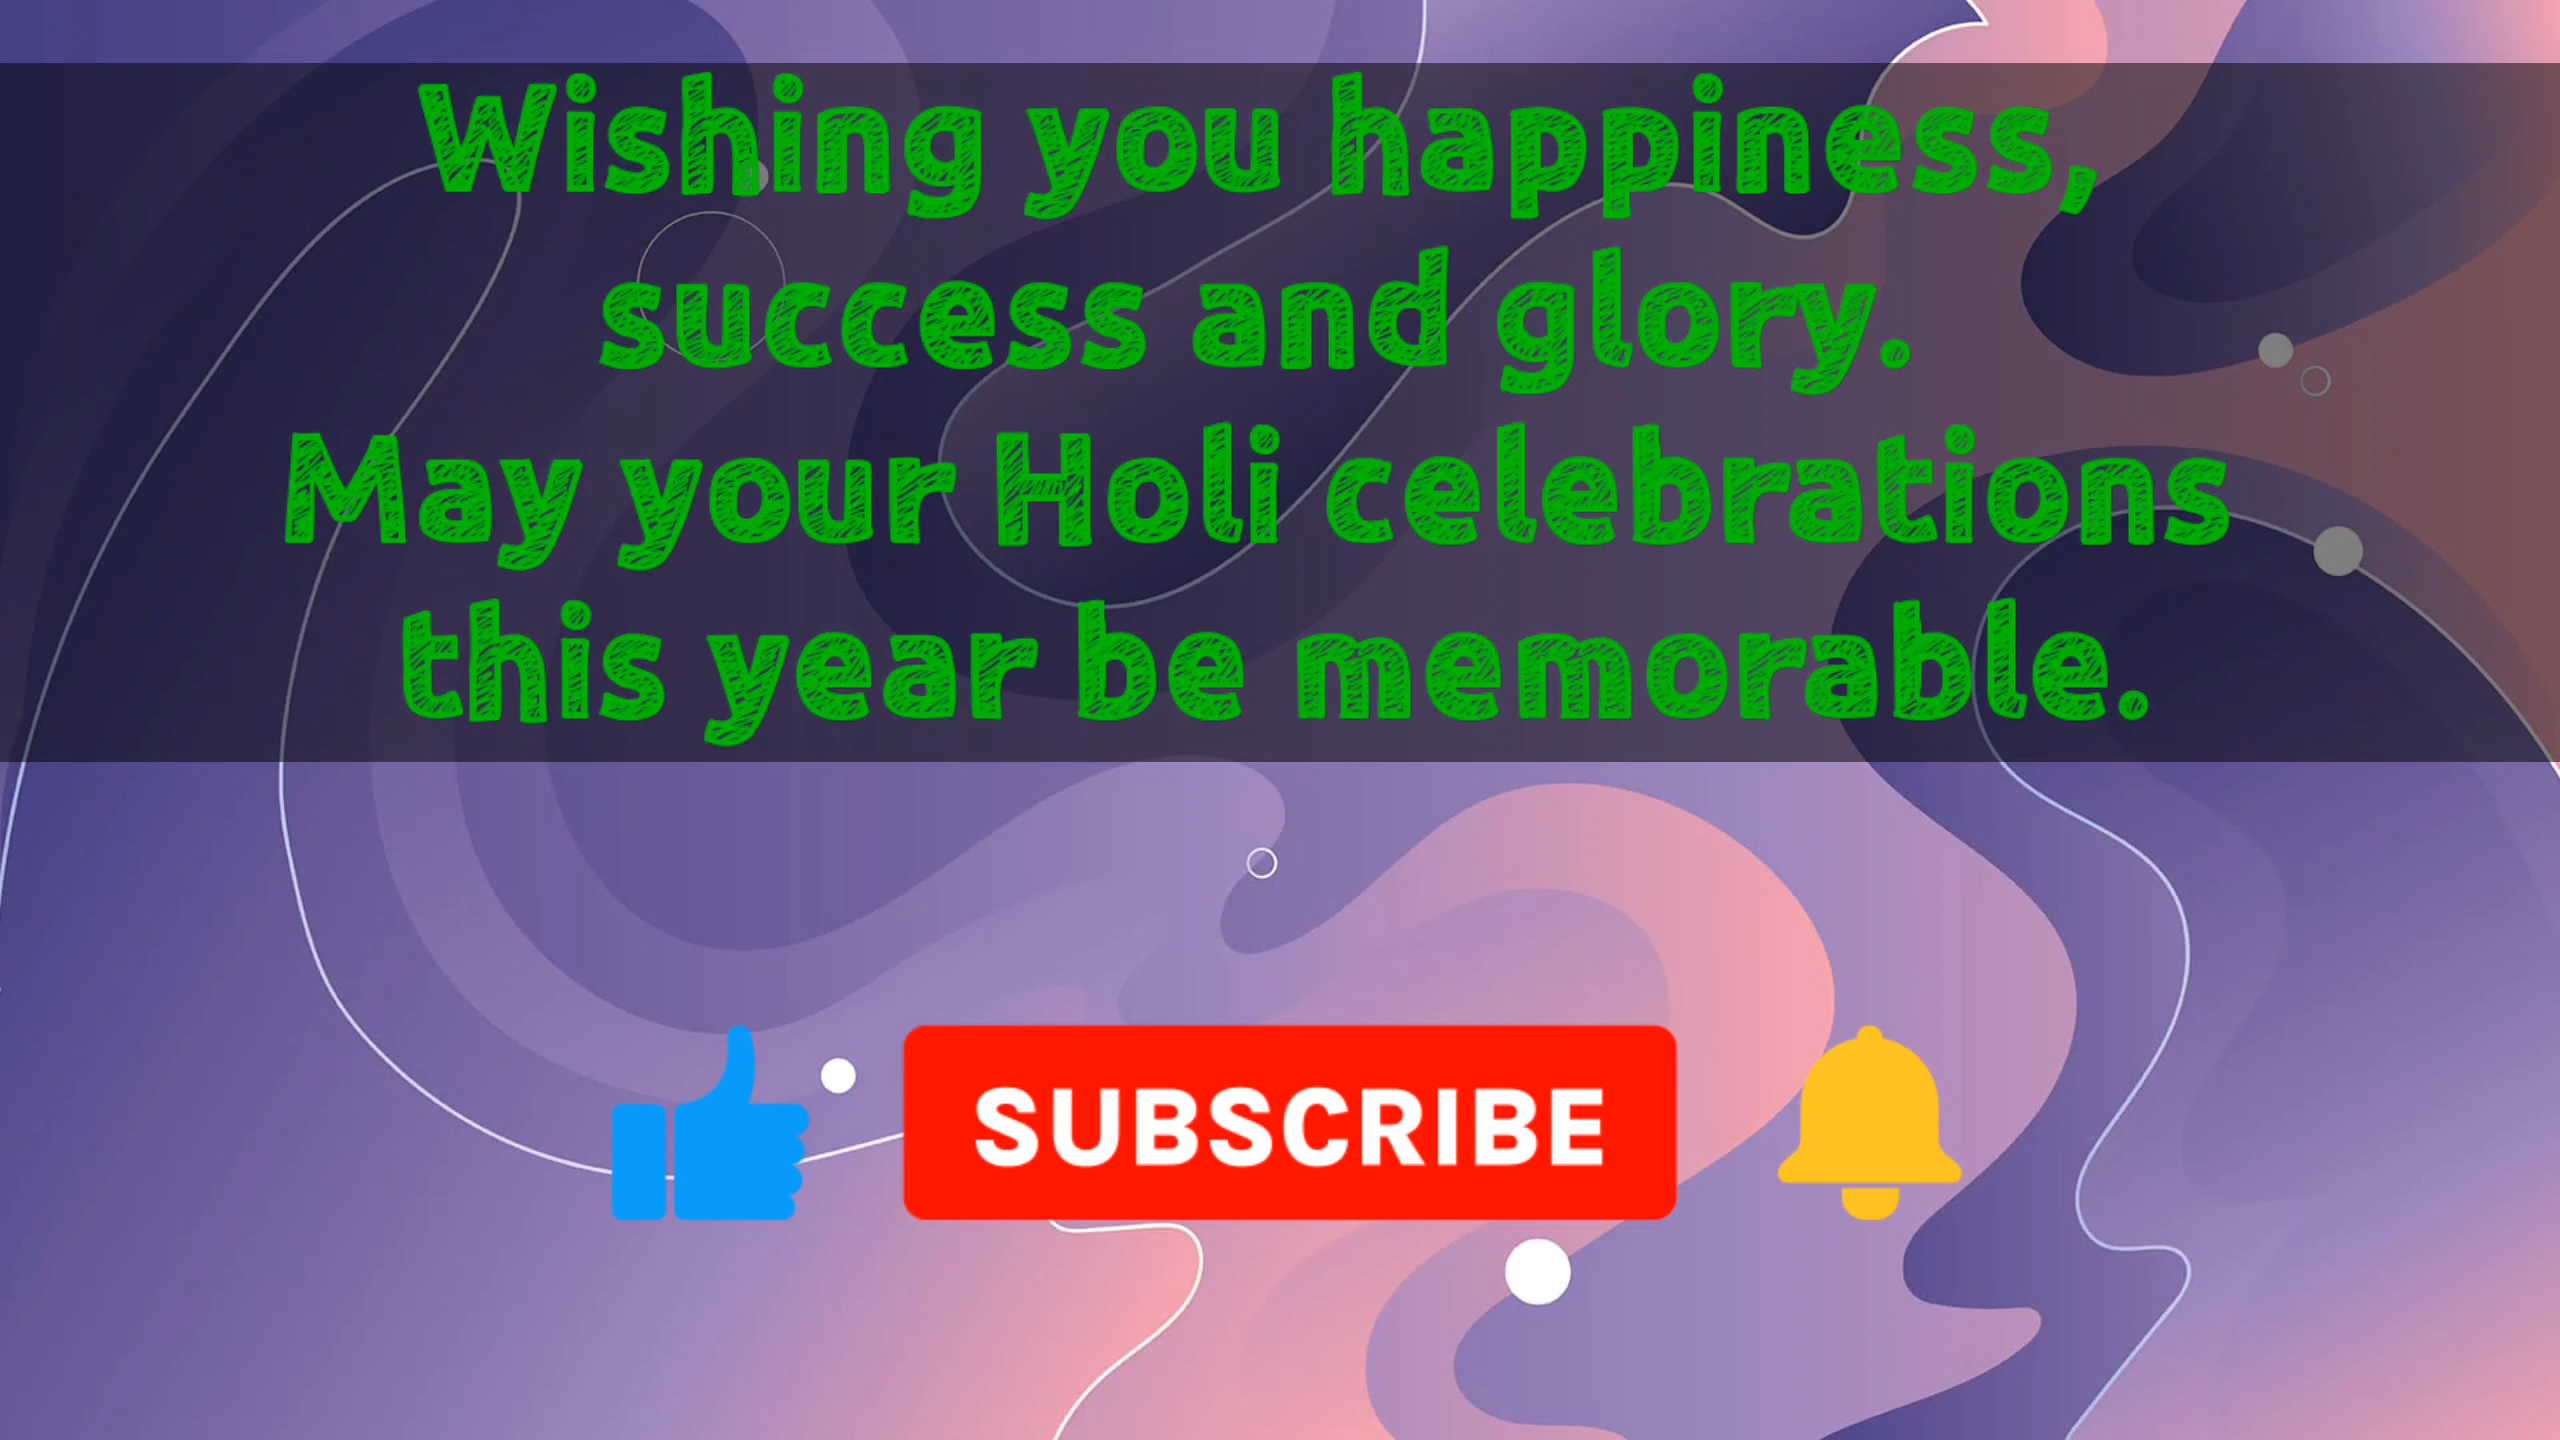 Wishing you happiness,
success and glory.
May your Holi celebrations
this year be memorable.
SUBSCRIBE